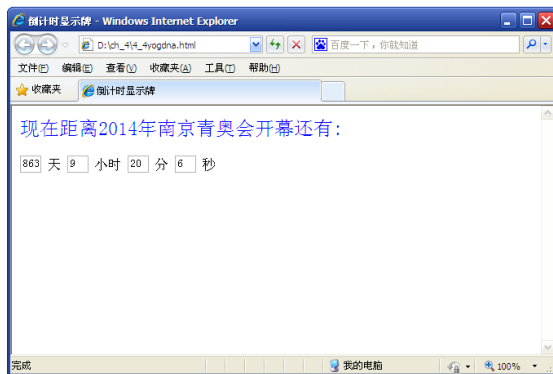 倒计时显示牌 - Windows Internet Explorer
D:\ch_4\4_4yogdna.html
百度一下，你就知道
文件(F) 编辑(E) 查看(V) 收藏夹(A) 工具(T) 帮助(H)
收藏夹 倒计时显示牌
现在距离2014年南京青奥会开幕还有:
863 天 9 小时 20 分 6 秒
完成 我的电脑 100%